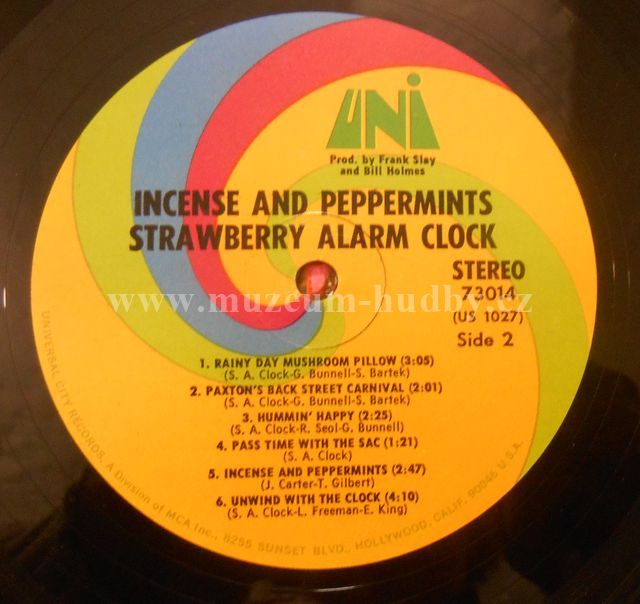 UNI
Prod. by Frank Slay
and Bill Holmes
INCENSE AND PEPPERMINTS
STRAWBERRY ALARM CLOCK
STEREO
73014
(US 1027)
Side 2
www.muzeum-hudby.cz
1. RAINY DAY MUSHROOM PILLOW (3:05)
(S. A. Clock-G. Bunnell-S. Bartek)
2. PAXTON'S BACK STREET CARNIVAL (2:01)
(S. A. Clock-G. Bunnell-S. Bartek)
3. HUMMIN' HAPPY (2:25)
(S. A. Clock-R. Seol-G. Bunnell)
4. PASS TIME WITH THE SAC (1:21)
(S. A. Clock)
5. INCENSE AND PEPPERMINTS (2:47)
(J. Carter-T. Gilbert)
6. UNWIND WITH THE CLOCK (4:10)
(S. A. Clock-L. Freeman-E. King)
UNIVERSAL CITY RECORDS, A Division of MCA Inc., 8255 SUNSET BLVD., HOLLYWOOD, CALIF. 90046 U.S.A.